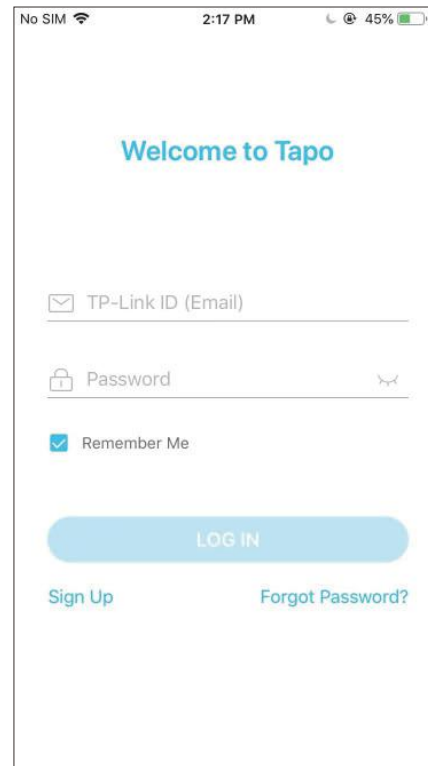 No SIM 2:17 PM 45%
Welcome to Tapo
TP-Link ID (Email)
Password
Remember Me
LOG IN
Sign Up Forgot Password?